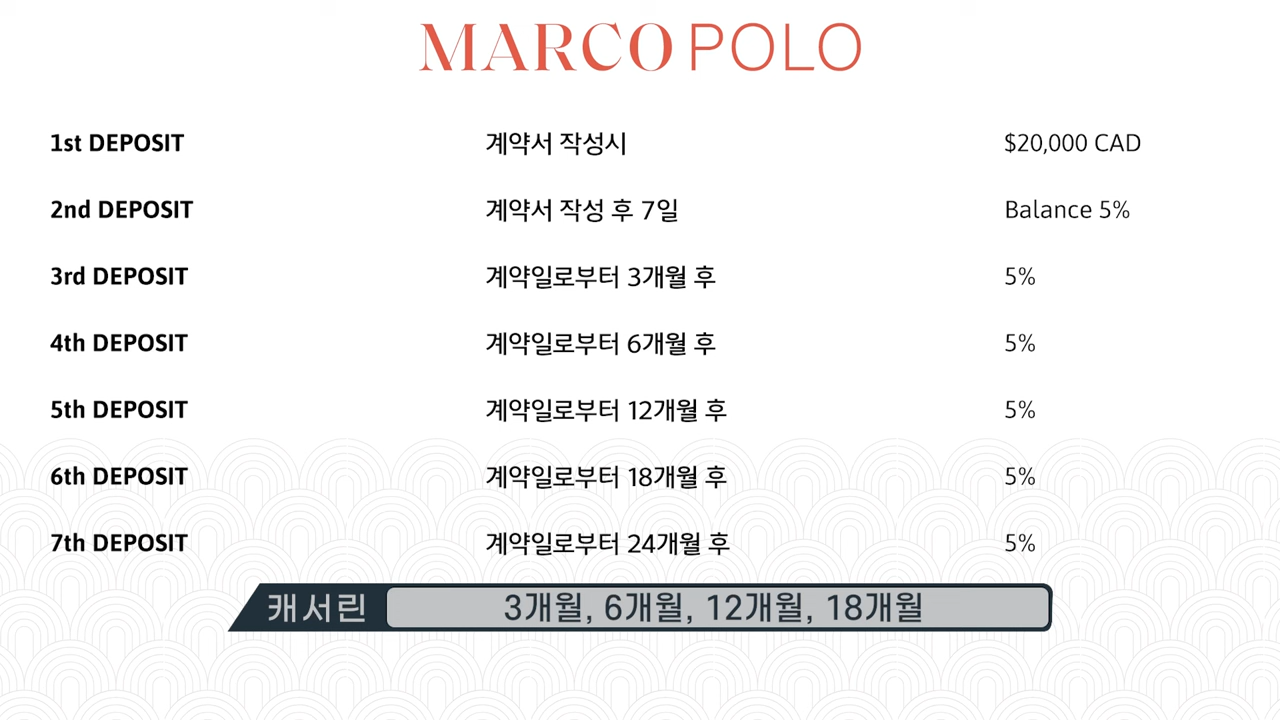 MARCO POLO
1st DEPOSIT 계약서 작성시 $20,000 CAD
2nd DEPOSIT 계약서 작성 후 7일 Balance 5%
3rd DEPOSIT 계약일로부터 3개월 후 5%
4th DEPOSIT 계약일로부터 6개월 후 5%
5th DEPOSIT 계약일로부터 12개월 후 5%
6th DEPOSIT 계약일로부터 18개월 후 5%
7th DEPOSIT 계약일로부터 24개월 후 5%
캐서린 3개월, 6개월, 12개월, 18개월